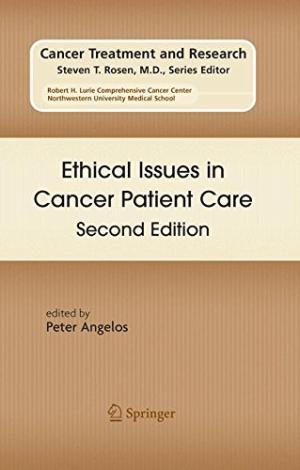 Cancer Treatment and Research
Steven T. Rosen, M.D., Series Editor
Robert H. Lurie Comprehensive Cancer Center
Northwestern University Medical School
Ethical Issues in
Cancer Patient Care
Second Edition
edited by
Peter Angelos
Springer